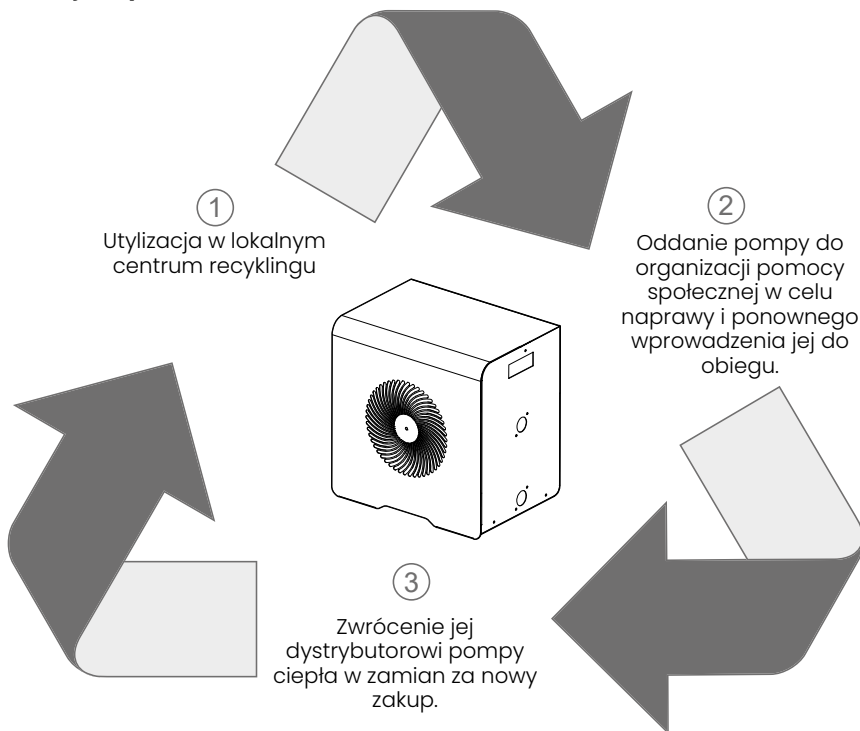 1
Utylizacja w lokalnym
centrum recyklingu
2
Oddanie pompy do
organizacji pomocy
społecznej w celu
naprawy i ponownego
wprowadzenia jej do
obiegu.
3
Zwrócenie jej
dystrybutorowi pompy
ciepła w zamian za nowy
zakup.